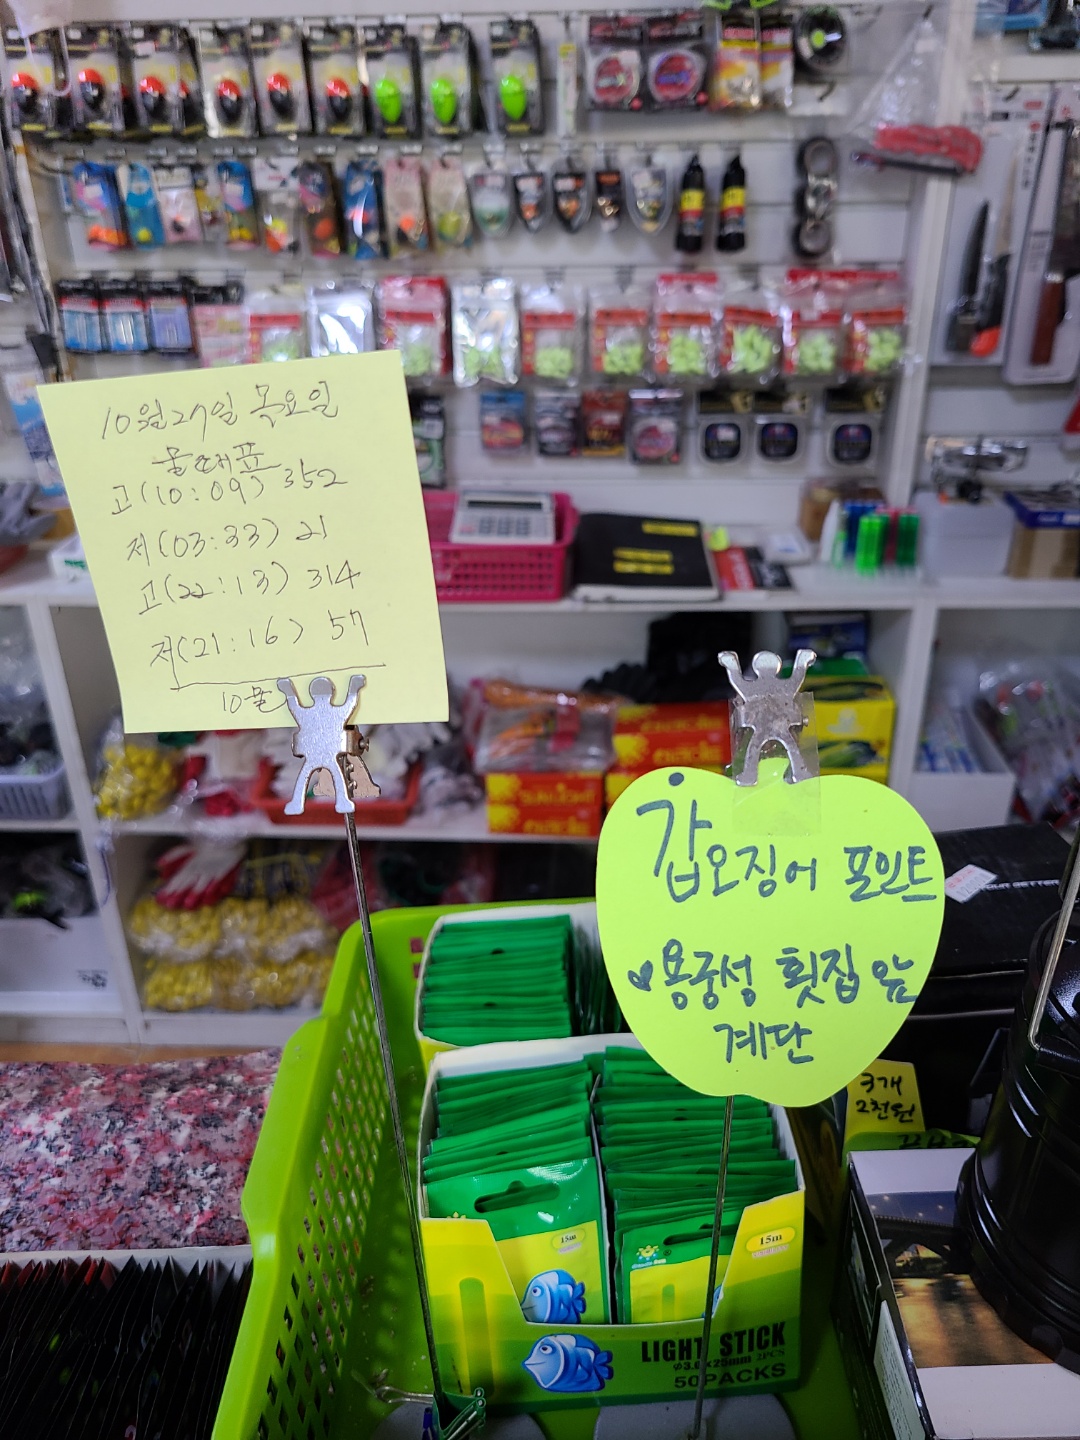 10월27일 목요일
물때표
고(10:09) 352
저(03:33) 21
고(22:13) 314
저(21:16) 57
10물
갑오징어 포인트
♥용궁성 횟집 앞
계단
3개
2천원
15m
15m
LIGHT STICK
50PACKS